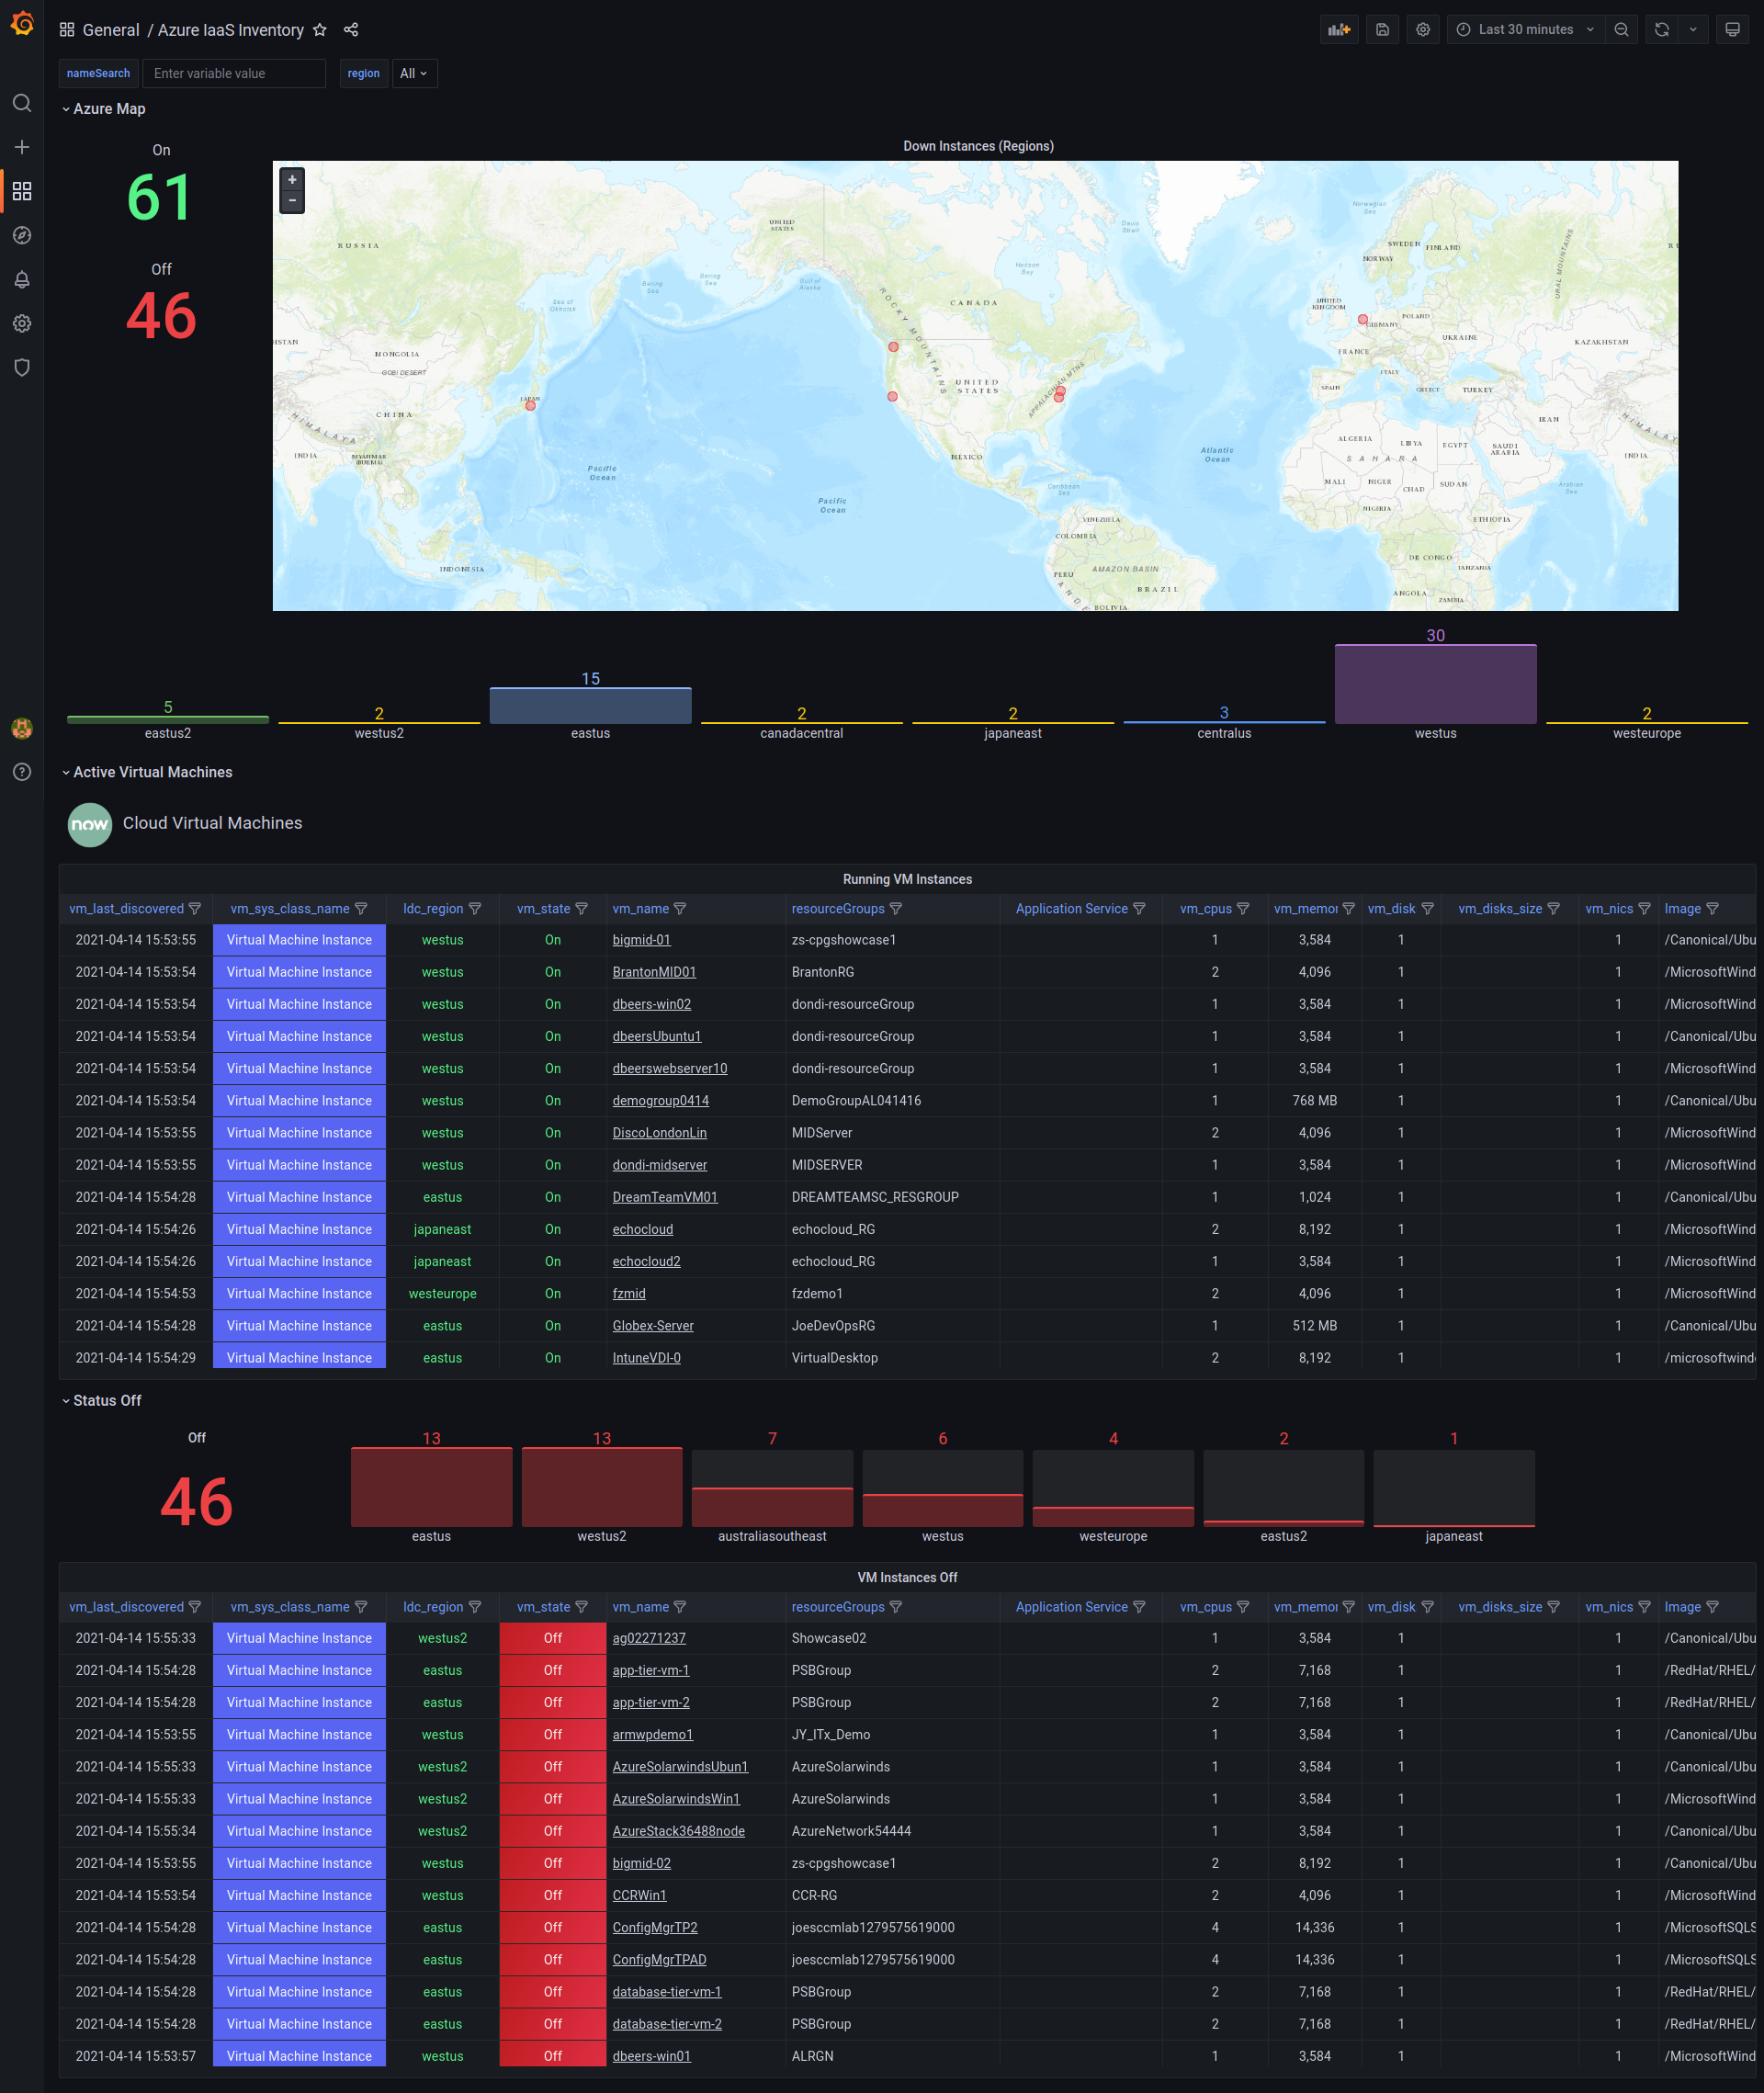 General / Azure IaaS Inventory
Last 30 minutes
nameSearch Enter variable value region All
Azure Map
On
61
Off
46
Down Instances (Regions)
+
−
RUSSIA
UNITED
STATES
Bering
Sea
Bering
Sea
Gulf of
Alaska
Sea of
Okhotsk
Hudson
Bay
Davis
Strait
Norwegian
Sea
SWEDEN
FINLAND
NORWAY
URAL MOUNTAINS
CANADA
ROCKY MOUNTAINS
UNITED
KINGDOM
GERMANY
POLAND
UKRAINE
KAZAKHSTAN
FRANCE
ITALY
SPAIN
GREECE
TURKEY
HSTAN
MONGOLIA
GOBI DESERT
CHINA
JAPAN
UNITED
STATES
APPALACHIAN MTNS
IRAN
HIMALAYA
INDIA
MYANMAR
(BURMA)
Pacific
Ocean
Pacific
Ocean
MEXICO
Caribbean
Sea
Atlantic
Ocean
ALGERIA
LIBYA
EGYPT
SAUDI
ARABIA
SAHARA
MALI
NIGER
CHAD
SUDAN
NIGERIA
ETHIOPIA
Arabian
Sea
INDIA
HIMALAY
VENEZUELA
COLOMBIA
INDONESIA
PERU
AMAZON BASIN
BRAZIL
ANDE
BOLIVIA
DR CONGO
TANZANIA
ANGOLA
ZAMBIA
5 2 15 2 2 3 30 2
eastus2 westus2 eastus canadacentral japaneast centralus westus westeurope
Active Virtual Machines
now Cloud Virtual Machines
Running VM Instances
vm_last_discovered vm_sys_class_name ldc_region vm_state vm_name resourceGroups Application Service vm_cpus vm_memor vm_disk vm_disks_size vm_nics Image
2021-04-14 15:53:55 Virtual Machine Instance westus On bigmid-01 zs-cpgshowcase1 1 3,584 1 1 /Canonical/Ubu
2021-04-14 15:53:54 Virtual Machine Instance westus On BrantonMID01 BrantonRG 2 4,096 1 1 /MicrosoftWind
2021-04-14 15:53:54 Virtual Machine Instance westus On dbeers-win02 dondi-resourceGroup 1 3,584 1 1 /MicrosoftWind
2021-04-14 15:53:54 Virtual Machine Instance westus On dbeersUbuntu1 dondi-resourceGroup 1 3,584 1 1 /Canonical/Ubu
2021-04-14 15:53:54 Virtual Machine Instance westus On dbeerswebserver10 dondi-resourceGroup 1 3,584 1 1 /MicrosoftWind
2021-04-14 15:53:54 Virtual Machine Instance westus On demogroup0414 DemoGroupAL041416 1 768 MB 1 1 /Canonical/Ubu
2021-04-14 15:53:55 Virtual Machine Instance westus On DiscoLondonLin MIDServer 2 4,096 1 1 /MicrosoftWind
2021-04-14 15:53:55 Virtual Machine Instance westus On dondi-midserver MIDSERVER 1 3,584 1 1 /MicrosoftWind
2021-04-14 15:54:28 Virtual Machine Instance eastus On DreamTeamVM01 DREAMTEAMSC_RESGROUP 1 1,024 1 1 /Canonical/Ubu
2021-04-14 15:54:26 Virtual Machine Instance japaneast On echocloud echocloud_RG 2 8,192 1 1 /MicrosoftWind
2021-04-14 15:54:26 Virtual Machine Instance japaneast On echocloud2 echocloud_RG 1 3,584 1 1 /MicrosoftWind
2021-04-14 15:54:53 Virtual Machine Instance westeurope On fzmid fzdemo1 2 4,096 1 1 /MicrosoftWind
2021-04-14 15:54:28 Virtual Machine Instance eastus On Globex-Server JoeDevOpsRG 1 512 MB 1 1 /Canonical/Ubu
2021-04-14 15:54:29 Virtual Machine Instance eastus On IntuneVDI-0 VirtualDesktop 2 8,192 1 1 /microsoftwind
Status Off
Off
46
13 13 7 6 4 2 1
eastus westus2 australiasoutheast westus westeurope eastus2 japaneast
VM Instances Off
vm_last_discovered vm_sys_class_name ldc_region vm_state vm_name resourceGroups Application Service vm_cpus vm_memor vm_disk vm_disks_size vm_nics Image
2021-04-14 15:55:33 Virtual Machine Instance westus2 Off ag02271237 Showcase02 1 3,584 1 1 /Canonical/Ubu
2021-04-14 15:54:28 Virtual Machine Instance eastus Off app-tier-vm-1 PSBGroup 2 7,168 1 1 /RedHat/RHEL/
2021-04-14 15:54:28 Virtual Machine Instance eastus Off app-tier-vm-2 PSBGroup 2 7,168 1 1 /RedHat/RHEL/
2021-04-14 15:53:55 Virtual Machine Instance westus Off armwpdemo1 JY_ITx_Demo 1 3,584 1 1 /Canonical/Ubu
2021-04-14 15:55:33 Virtual Machine Instance westus2 Off AzureSolarwindsUbun1 AzureSolarwinds 1 3,584 1 1 /Canonical/Ubu
2021-04-14 15:55:33 Virtual Machine Instance westus2 Off AzureSolarwindsWin1 AzureSolarwinds 1 3,584 1 1 /MicrosoftWind
2021-04-14 15:55:34 Virtual Machine Instance westus2 Off AzureStack36488node AzureNetwork54444 1 3,584 1 1 /Canonical/Ubu
2021-04-14 15:53:55 Virtual Machine Instance westus Off bigmid-02 zs-cpgshowcase1 2 8,192 1 1 /Canonical/Ubu
2021-04-14 15:53:54 Virtual Machine Instance westus Off CCRWin1 CCR-RG 2 4,096 1 1 /MicrosoftWind
2021-04-14 15:54:28 Virtual Machine Instance eastus Off ConfigMgrTP2 joesccmlab1279575619000 4 14,336 1 1 /MicrosoftSQLS
2021-04-14 15:54:28 Virtual Machine Instance eastus Off ConfigMgrTPAD joesccmlab1279575619000 4 14,336 1 1 /MicrosoftSQLS
2021-04-14 15:54:28 Virtual Machine Instance eastus Off database-tier-vm-1 PSBGroup 2 7,168 1 1 /RedHat/RHEL/
2021-04-14 15:54:28 Virtual Machine Instance eastus Off database-tier-vm-2 PSBGroup 2 7,168 1 1 /RedHat/RHEL/
2021-04-14 15:53:57 Virtual Machine Instance westus Off dbeers-win01 ALRGN 1 3,584 1 1 /MicrosoftWind